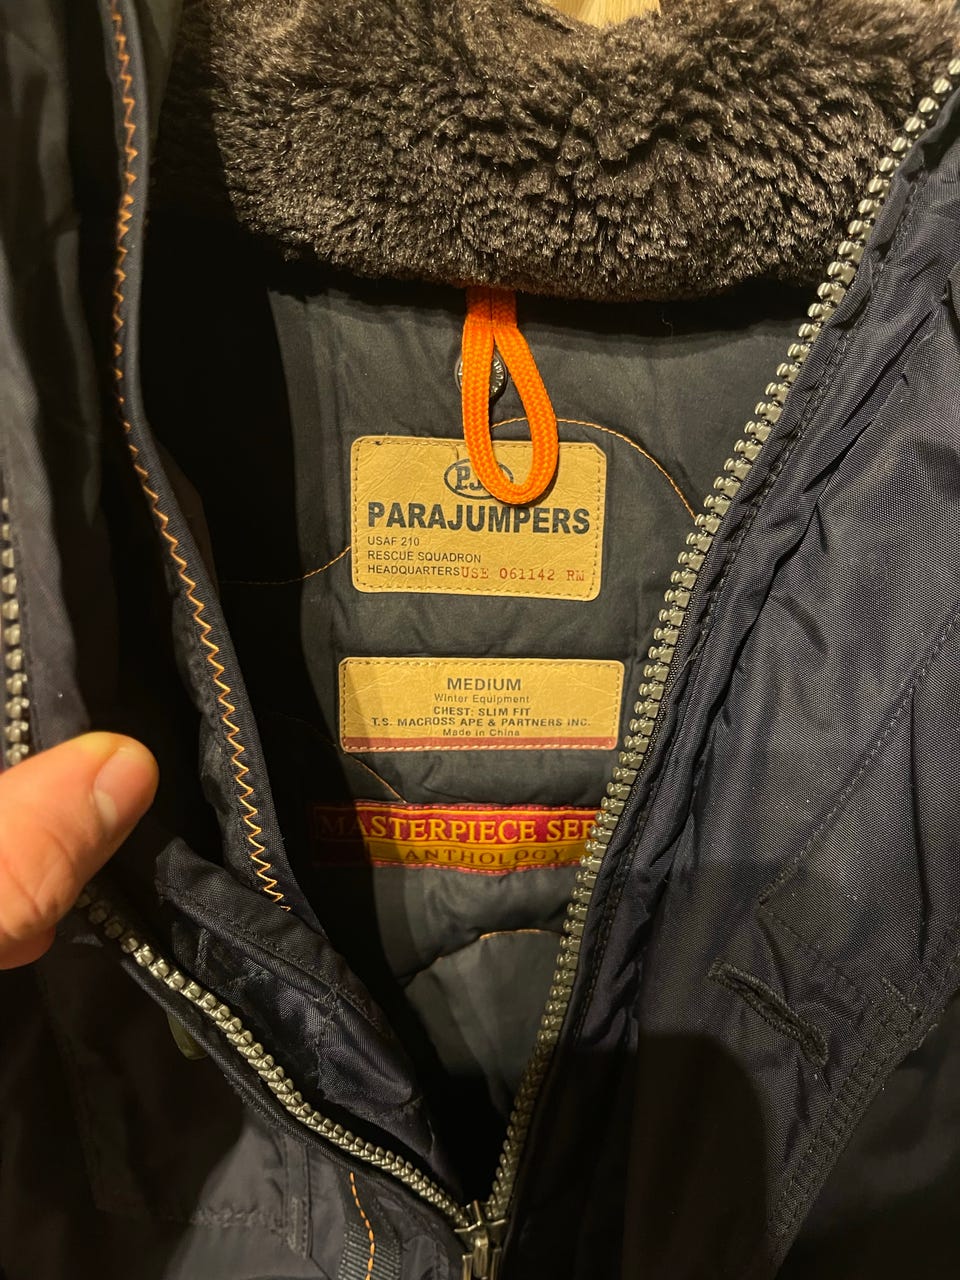 PJS
PARAJUMPERS
USAF 210
RESCUE SQUADRON
HEADQUARTERS USE 061142 RM
MEDIUM
Winter Equipment
CHEST: SLIM FIT
T.S. MACROSS APE & PARTNERS INC.
Made in China
MASTERPIECE SER
ANTHOLOGY